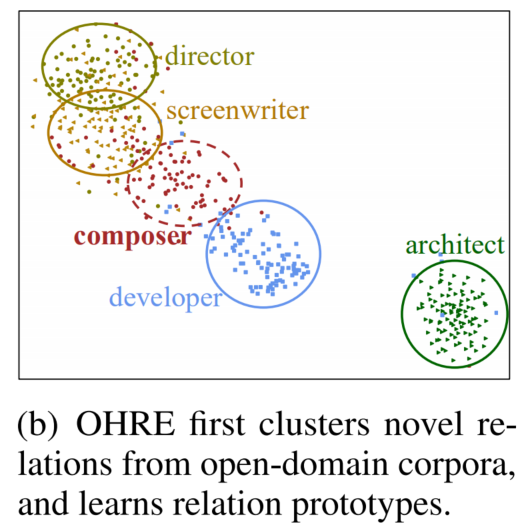 director
screenwriter
composer
architect
developer
(b) OHRE first clusters novel re-
lations from open-domain corpora,
and learns relation prototypes.